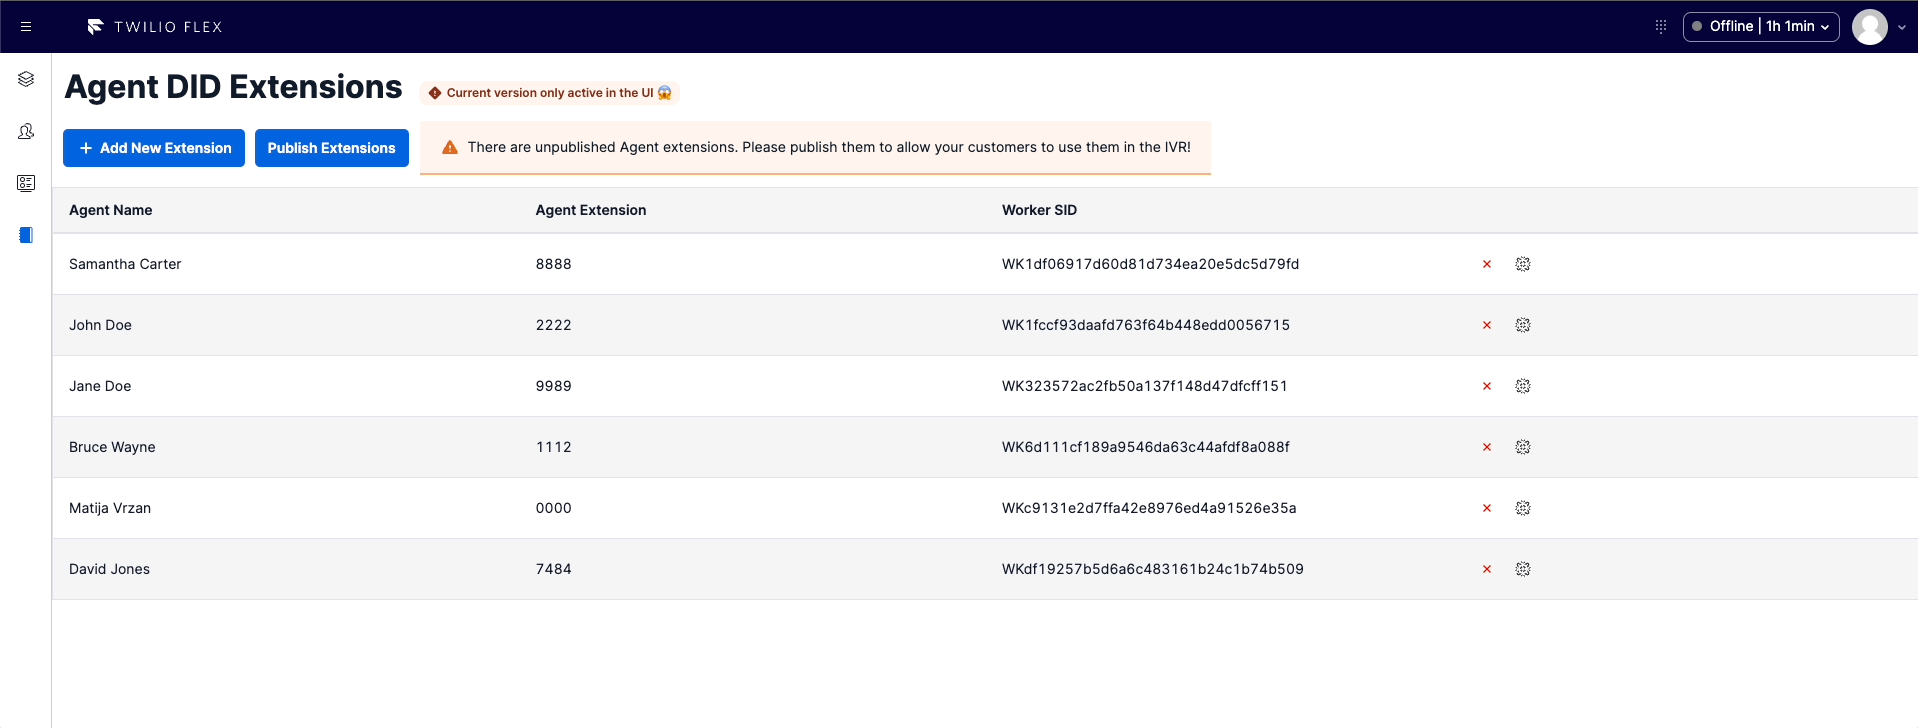 TWILIO FLEX
Offline | 1h 1min
Agent DID Extensions
Current version only active in the UI 😱
Add New Extension
Publish Extensions
There are unpublished Agent extensions. Please publish them to allow your customers to use them in the IVR!
Agent Name Agent Extension Worker SID
Samantha Carter 8888 WK1df06917d60d81d734ea20e5dc5d79fd
John Doe 2222 WK1fccf93daafd763f64b448edd0056715
Jane Doe 9989 WK323572ac2fb50a137f148d47dfcff151
Bruce Wayne 1112 WK6d111cf189a9546da63c44afdf8a088f
Matija Vrzan 0000 WKc9131e2d7ffa42e8976ed4a91526e35a
David Jones 7484 WKdf19257b5d6a6c483161b24c1b74b509